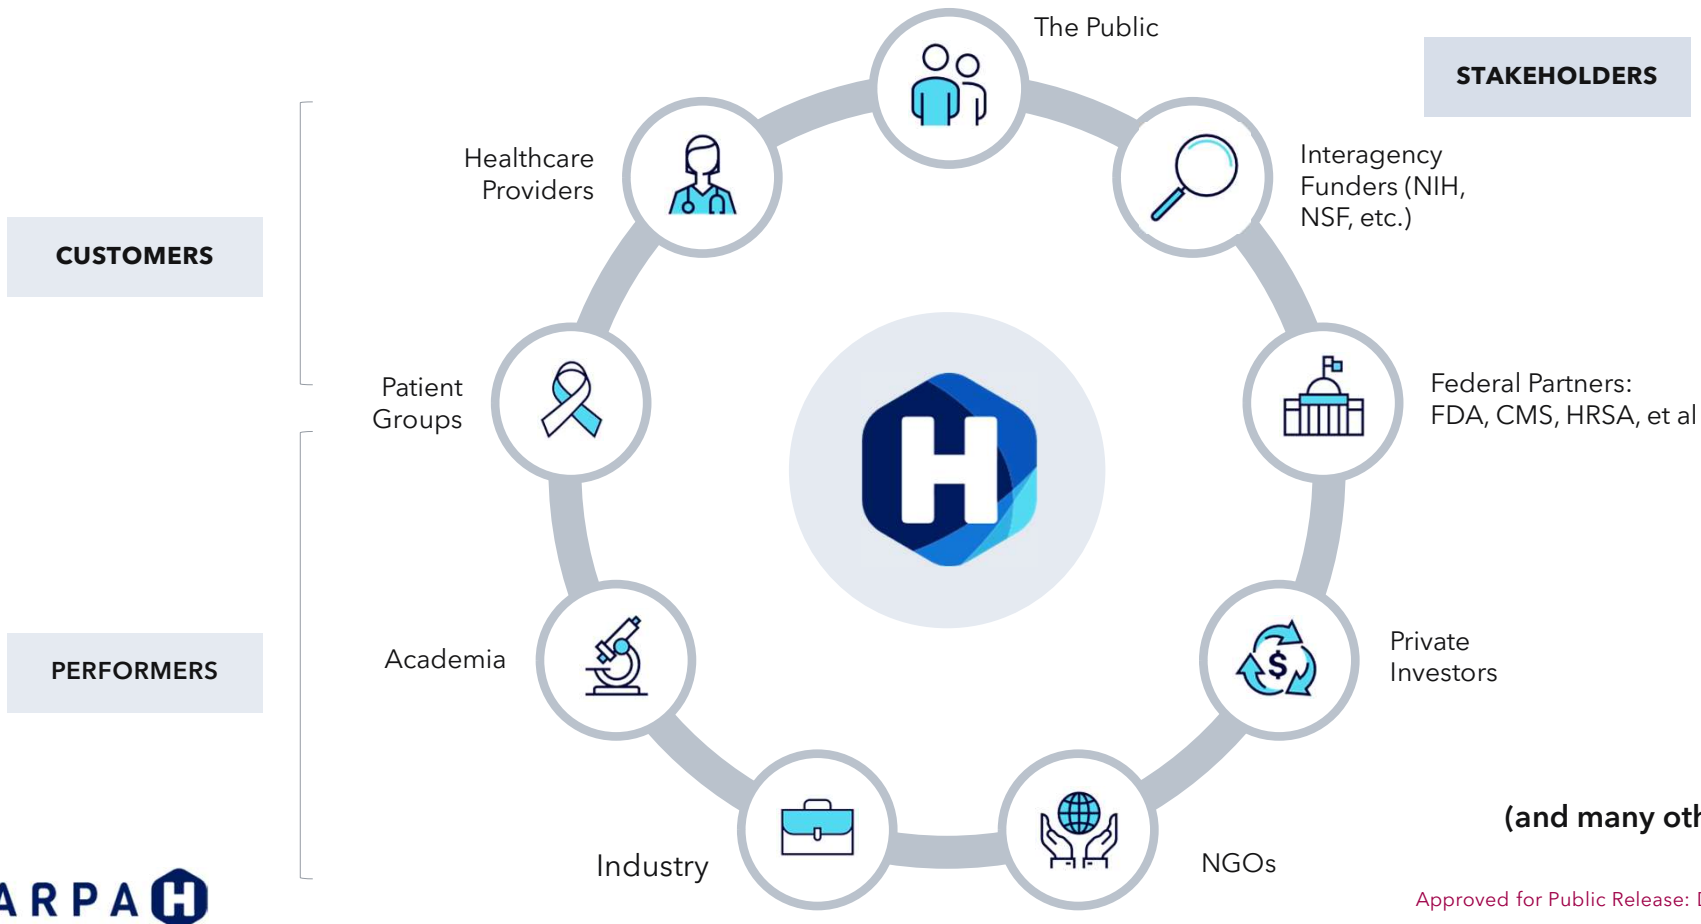 The Public
STAKEHOLDERS
Healthcare
Providers
Interagency
Funders (NIH,
NSF, etc.)
CUSTOMERS
Patient
Groups
Federal Partners:
FDA, CMS, HRSA, et al
H
Academia
PERFORMERS
$
Private
Investors
(and many
Industry
NGOs
ARPA H
Approved for Public Release: